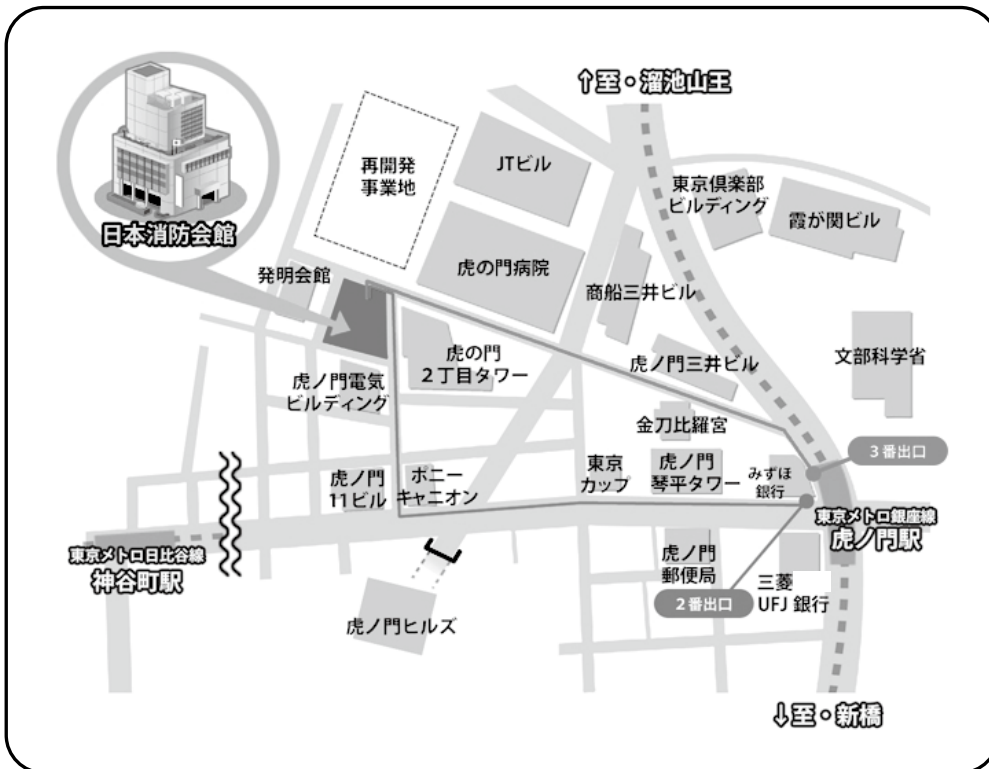 ↑至・溜池山王
再開発
事業地
JTビル
東京倶楽部
ビルディング
霞が関ビル
日本消防会館
発明会館
虎の門病院
商船三井ビル
虎の門
2丁目タワー
虎ノ門三井ビル
文部科学省
虎ノ門電気
ビルディング
金刀比羅宮
3番出口
虎ノ門
11ビル
ポニー
キャニオン
東京
カップ
虎ノ門
琴平タワー
みずほ
銀行
東京メトロ銀座線
虎ノ門駅
東京メトロ日比谷線
神谷町駅
虎ノ門
郵便局
三菱
UFJ 銀行
2番出口
虎ノ門ヒルズ
↓至・新橋